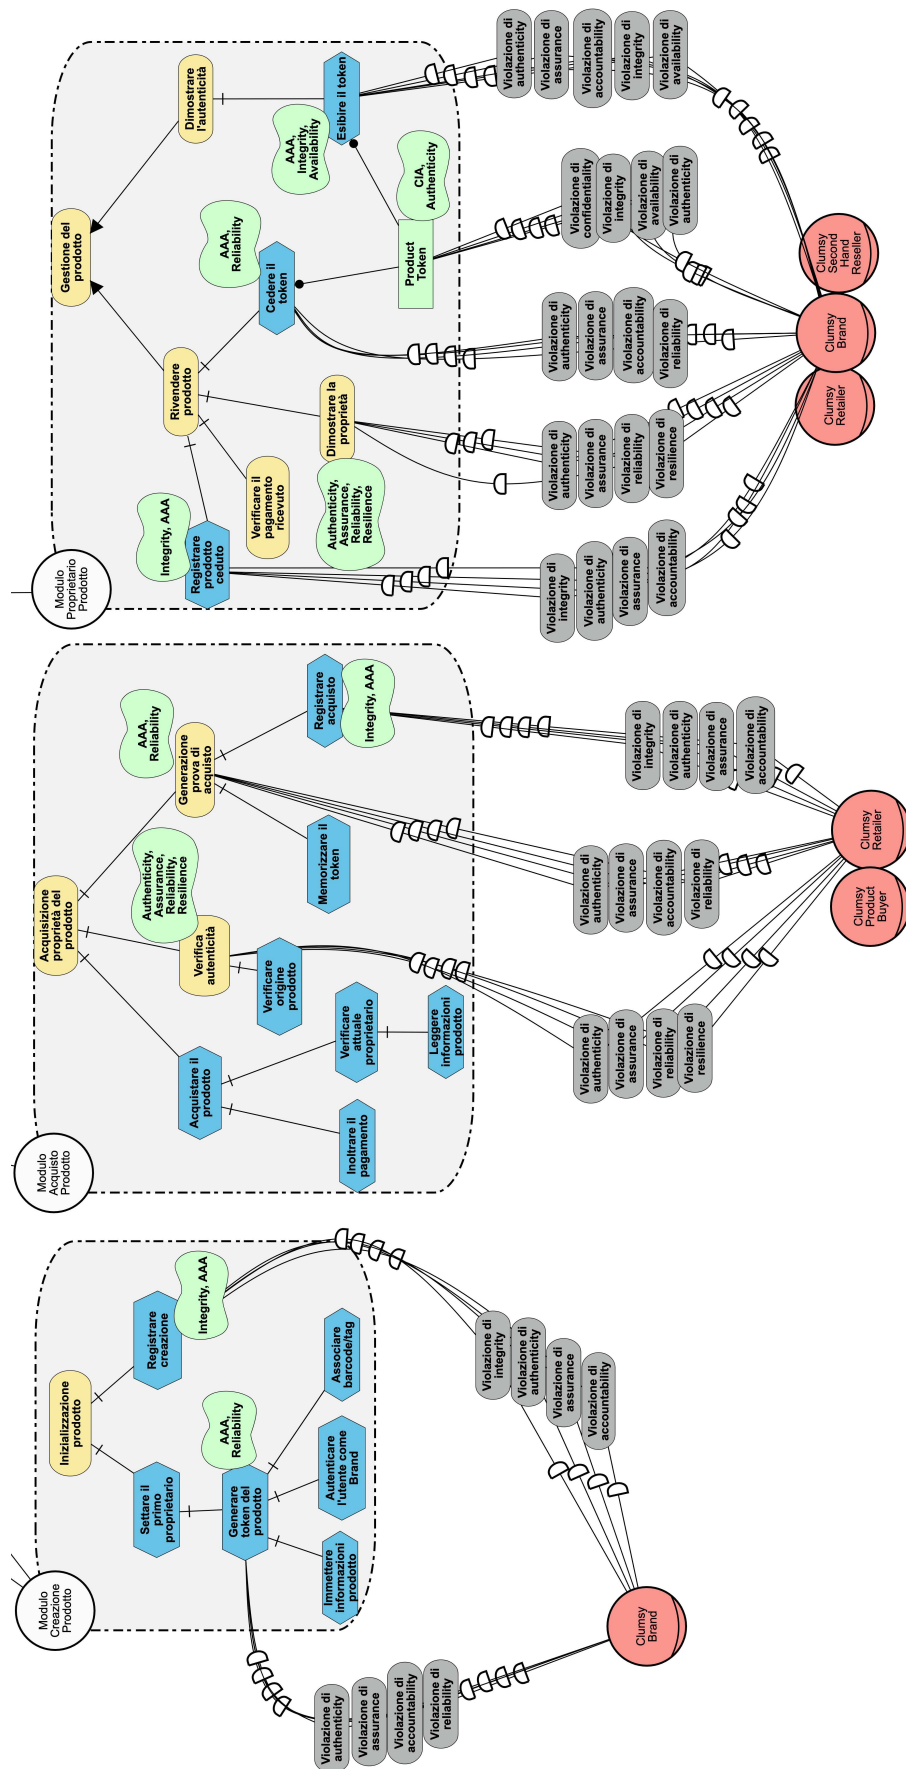 Modulo
Creazione
Prodotto
Inizializzazione
prodotto
Settare il
primo
proprietario
Registrare
creazione
Integrity, AAA
Generare
token del
prodotto
AAA,
Reliability
Immettere
informazioni
prodotto
Autenticare
l'utente come
Brand
Associare
barcode/tag
Violazione di
authenticity
Violazione di
assurance
Violazione di
accountability
Violazione di
reliability
Violazione di
integrity
Violazione di
authenticity
Violazione di
assurance
Violazione di
accountability
Clumsy
Brand
Modulo
Acquisto
Prodotto
Acquisizione
proprietà del
prodotto
Acquistare il
prodotto
Verifica
autenticità
Authenticity,
Assurance,
Reliability,
Resilience
Generazione
prova di
acquisto
AAA,
Reliability
Inoltrare il
pagamento
Verificare
attuale
proprietario
Verificare
origine
prodotto
Memorizzare il
token
Registrare
acquisto
Integrity, AAA
Leggere
informazioni
prodotto
Violazione di
authenticity
Violazione di
assurance
Violazione di
reliability
Violazione di
resilience
Violazione di
authenticity
Violazione di
assurance
Violazione di
accountability
Violazione di
reliability
Violazione di
integrity
Violazione di
authenticity
Violazione di
assurance
Violazione di
accountability
Clumsy
Product
Buyer
Clumsy
Retailer
Modulo
Proprietario
Prodotto
Gestione del
prodotto
Rivendere
prodotto
Dimostrare
l'autenticità
Integrity, AAA
Registrare
prodotto
ceduto
Verificare il
pagamento
ricevuto
Dimostrare la
proprietà
Authenticity,
Assurance,
Reliability,
Resilience
Cedere il
token
AAA,
Reliability
Esibire il token
AAA,
Integrity,
Availability
Product
Token
CIA,
Authenticity
Violazione di
integrity
Violazione di
authenticity
Violazione di
assurance
Violazione di
accountability
Violazione di
authenticity
Violazione di
assurance
Violazione di
reliability
Violazione di
resilience
Violazione di
authenticity
Violazione di
assurance
Violazione di
accountability
Violazione di
reliability
Violazione di
confidentiality
Violazione di
integrity
Violazione di
availability
Violazione di
authenticity
Violazione di
authenticity
Violazione di
assurance
Violazione di
accountability
Violazione di
integrity
Violazione di
availability
Clumsy
Retailer
Clumsy
Brand
Clumsy
Second
Hand
Reseller